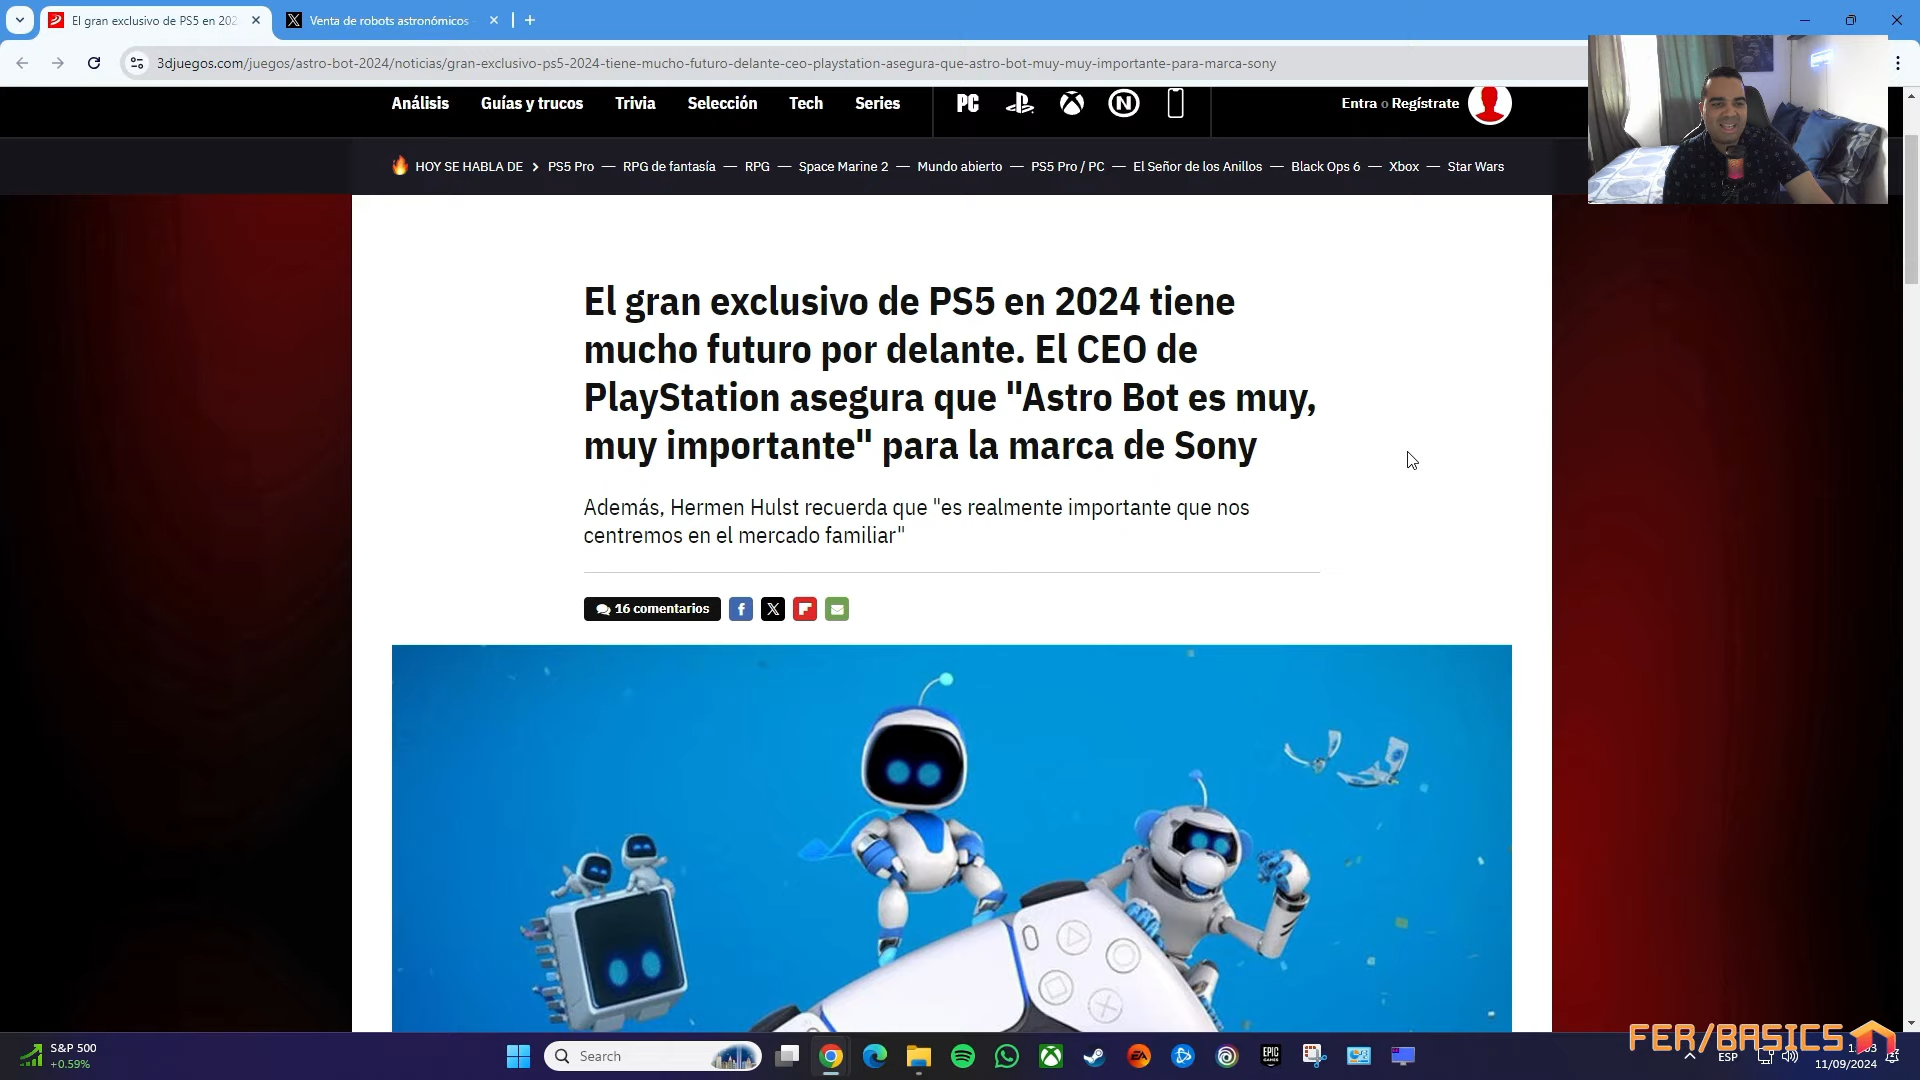 El gran exclusivo de PS5 en 202
Venta de robots astronómicos
3djuegos.com/juegos/astro-bot-2024/noticias/gran-exclusivo-ps5-2024-tiene-mucho-futuro-delante-ceo-playstation-asegura-que-astro-bot-muy-muy-importante-para-marca-sony
Análisis Guías y trucos Trivia Selección Tech Series PC N Entra o Regístrate
HOY SE HABLA DE > PS5 Pro — RPG de fantasía — RPG — Space Marine 2 — Mundo abierto — PS5 Pro / PC — El Señor de los Anillos — Black Ops 6 — Xbox — Star Wars
El gran exclusivo de PS5 en 2024 tiene
mucho futuro por delante. El CEO de
PlayStation asegura que "Astro Bot es muy,
muy importante" para la marca de Sony
Además, Hermen Hulst recuerda que "es realmente importante que nos
centremos en el mercado familiar"
16 comentarios
FER/BASICS
S&P 500
+0.59%
Search
EA
EPIC
GAMES
ESP
11/09/2024